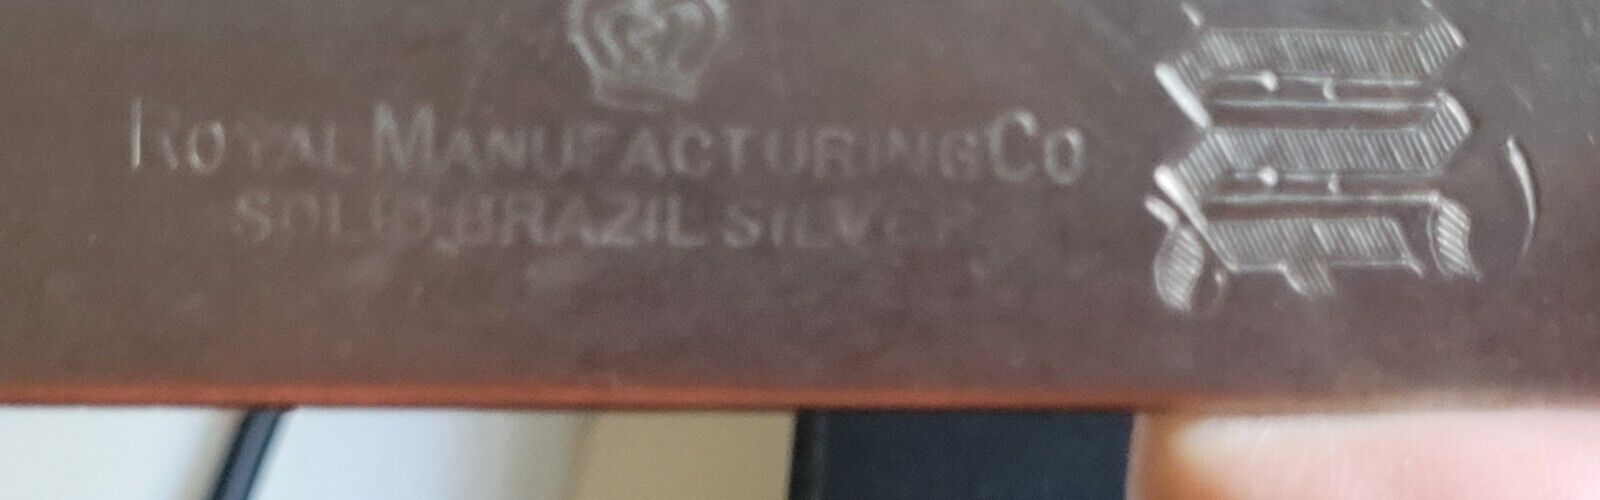 ROYAL MANUFACTURING CO
SOLID BRAZIL SILVER